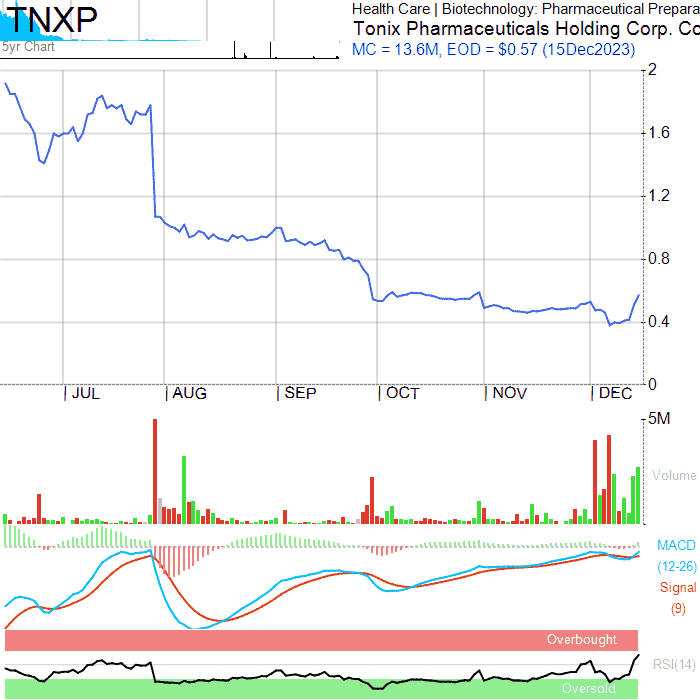 TNXP
Health Care | Biotechnology: Pharmaceutical Prepara
Tonix Pharmaceuticals Holding Corp. Co
5yr Chart
MC = 13.6M, EOD = $0.57 (15Dec2023)
2
1.6
1.2
0.8
0.4
0
JUL AUG SEP OCT NOV DEC
5M
Volume
MACD
(12-26)
Signal
(9)
Overbought
RSI(14)
Oversold